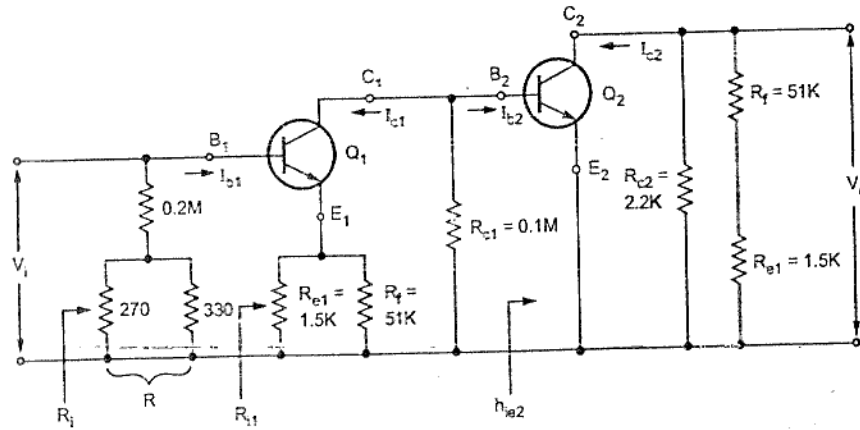 C2
Ic2
C1
B2
Ic1
Ib2
Q2
Rf = 51K
B1
Ib1
Q1
E2
Rc2 =
2.2K
0.2M
E1
Rc1 = 0.1M
Vi
270
330
Re1 =
1.5K
Rf =
51K
Re1 = 1.5K
R
Ri
Ri1
hie2